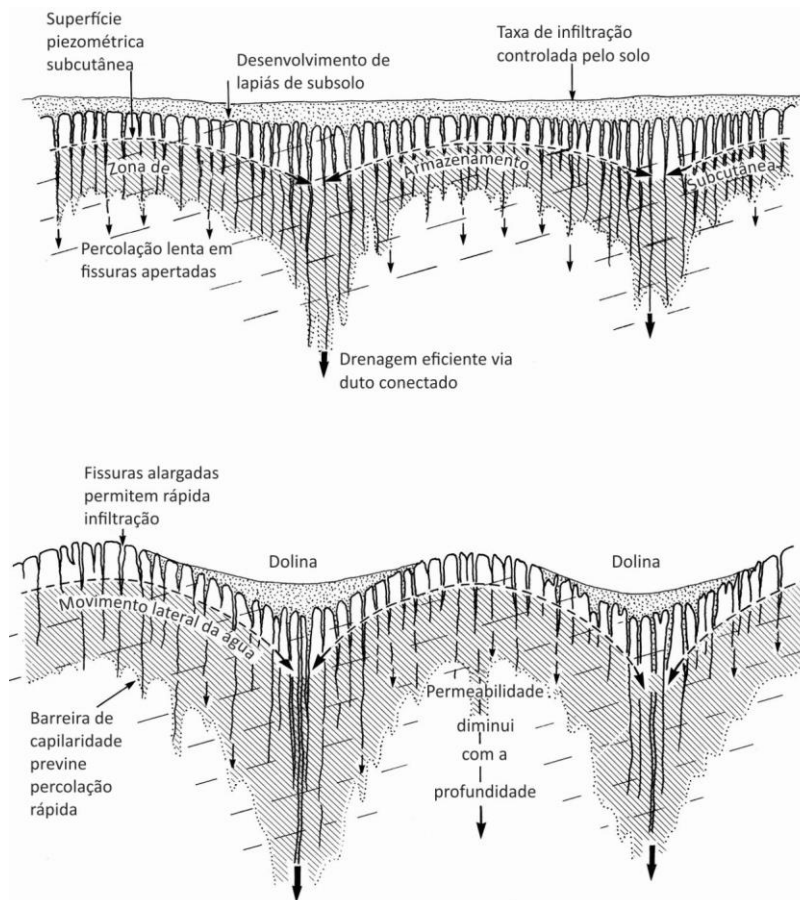 Superfície
piezométrica
subcutânea
Desenvolvimento de
lapiás de subsolo
Taxa de infiltração
controlada pelo solo
Zona de
Armazenamento
Subcutânea
Percolação lenta em
fissuras apertadas
Drenagem eficiente via
duto conectado
Fissuras alargadas
permitem rápida
infiltração
Dolina
Dolina
Movimento lateral da água
Barreira de
capilaridade
previne
percolação
rápida
Permeabilidade
diminui
com a
profundidade